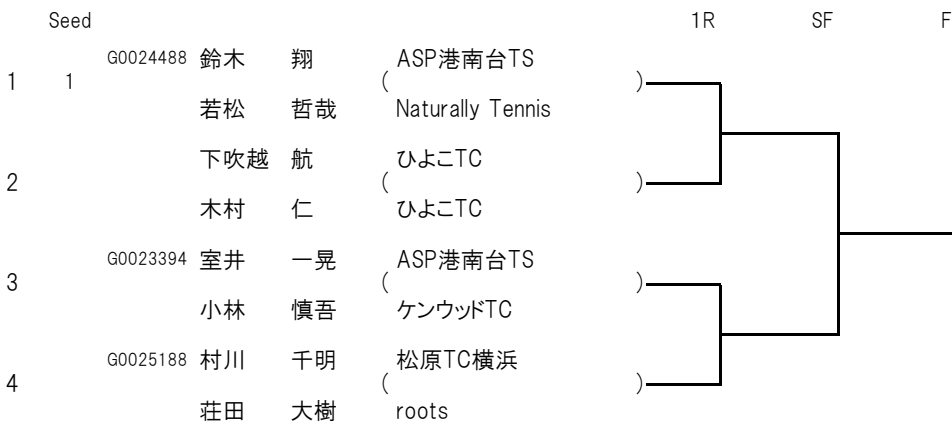 Seed 1R SF F
G0024488 鈴木 翔 ASP港南台TS
1 1 ( )
若松 哲哉 Naturally Tennis
下吹越 航 ひよこTC
2 ( )
木村 仁 ひよこTC
G0023394 室井 一晃 ASP港南台TS
3 ( )
小林 慎吾 ケンウッドTC
G0025188 村川 千明 松原TC横浜
4 ( )
荘田 大樹 roots